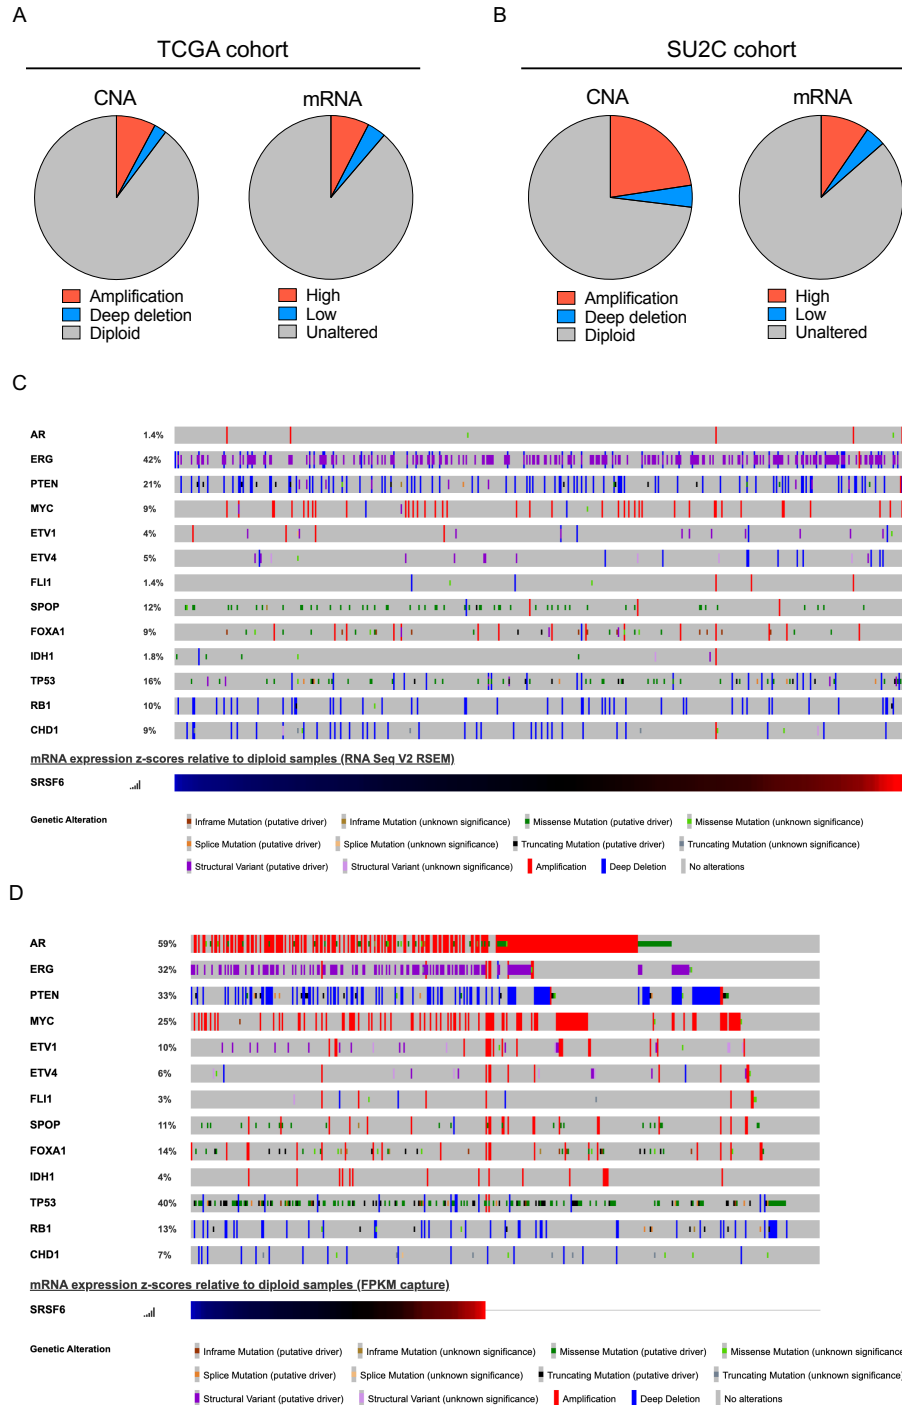 A
B
TCGA cohort
SU2C cohort
CNA
mRNA
CNA
mRNA
Amplification
Deep deletion
Diploid
High
Low
Unaltered
Amplification
Deep deletion
Diploid
High
Low
Unaltered
C
AR 1.4%
ERG 42%
PTEN 21%
MYC 9%
ETV1 4%
ETV4 5%
FLI1 1.4%
SPOP 12%
FOXA1 9%
IDH1 1.8%
TP53 16%
RB1 10%
CHD1 9%
mRNA expression z-scores relative to diploid samples (RNA Seq V2 RSEM)
SRSF6
Genetic Alteration Inframe Mutation (putative driver) Inframe Mutation (unknown significance) Missense Mutation (putative driver) Missense Mutation (unknown significance)
Splice Mutation (putative driver) Splice Mutation (unknown significance) Truncating Mutation (putative driver) Truncating Mutation (unknown significance)
Structural Variant (putative driver) Structural Variant (unknown significance) Amplification Deep Deletion No alterations
D
AR 59%
ERG 32%
PTEN 33%
MYC 25%
ETV1 10%
ETV4 6%
FLI1 3%
SPOP 11%
FOXA1 14%
IDH1 4%
TP53 40%
RB1 13%
CHD1 7%
mRNA expression z-scores relative to diploid samples (FPKM capture)
SRSF6
Genetic Alteration Inframe Mutation (putative driver) Inframe Mutation (unknown significance) Missense Mutation (putative driver) Missense Mutation (unknown significance
Splice Mutation (putative driver) Splice Mutation (unknown significance) Truncating Mutation (putative driver) Truncating Mutation (unknown significance)
Structural Variant (putative driver) Structural Variant (unknown significance) Amplification Deep Deletion No alterations